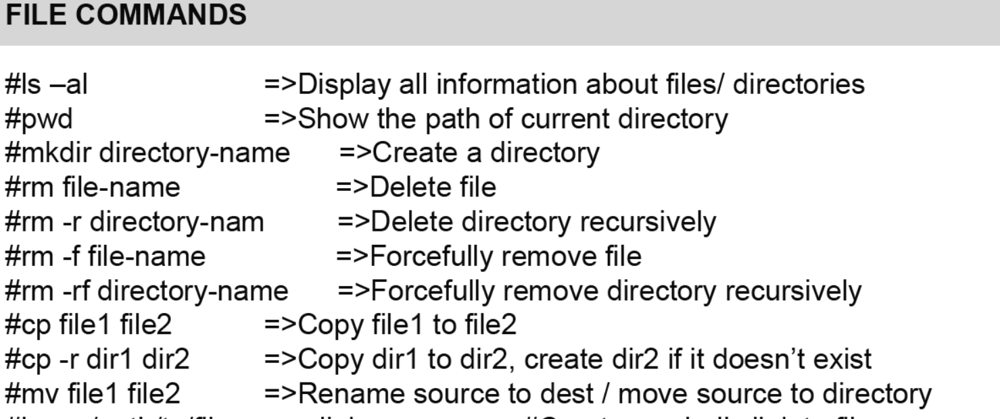 FILE COMMANDS
#ls –al =>Display all information about files/ directories
#pwd =>Show the path of current directory
#mkdir directory-name =>Create a directory
#rm file-name =>Delete file
#rm -r directory-nam =>Delete directory recursively
#rm -f file-name =>Forcefully remove file
#rm -rf directory-name =>Forcefully remove directory recursively
#cp file1 file2 =>Copy file1 to file2
#cp -r dir1 dir2 =>Copy dir1 to dir2, create dir2 if it doesn’t exist
#mv file1 file2 =>Rename source to dest / move source to directory